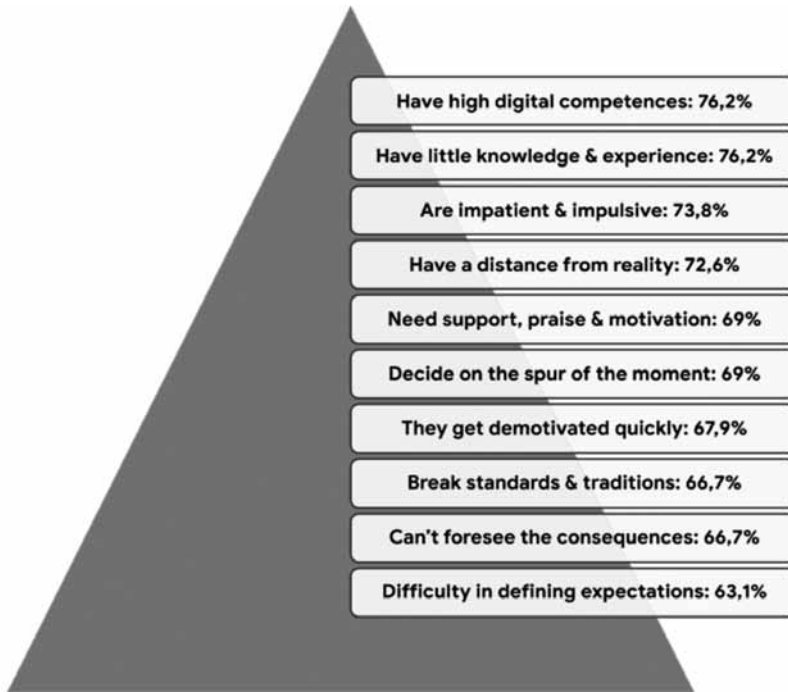 Have high digital competences: 76,2%
Have little knowledge & experience: 76,2%
Are impatient & impulsive: 73,8%
Have a distance from reality: 72,6%
Need support, praise & motivation: 69%
Decide on the spur of the moment: 69%
They get demotivated quickly: 67,9%
Break standards & traditions: 66,7%
Can't foresee the consequences: 66,7%
Difficulty in defining expectations: 63,1%